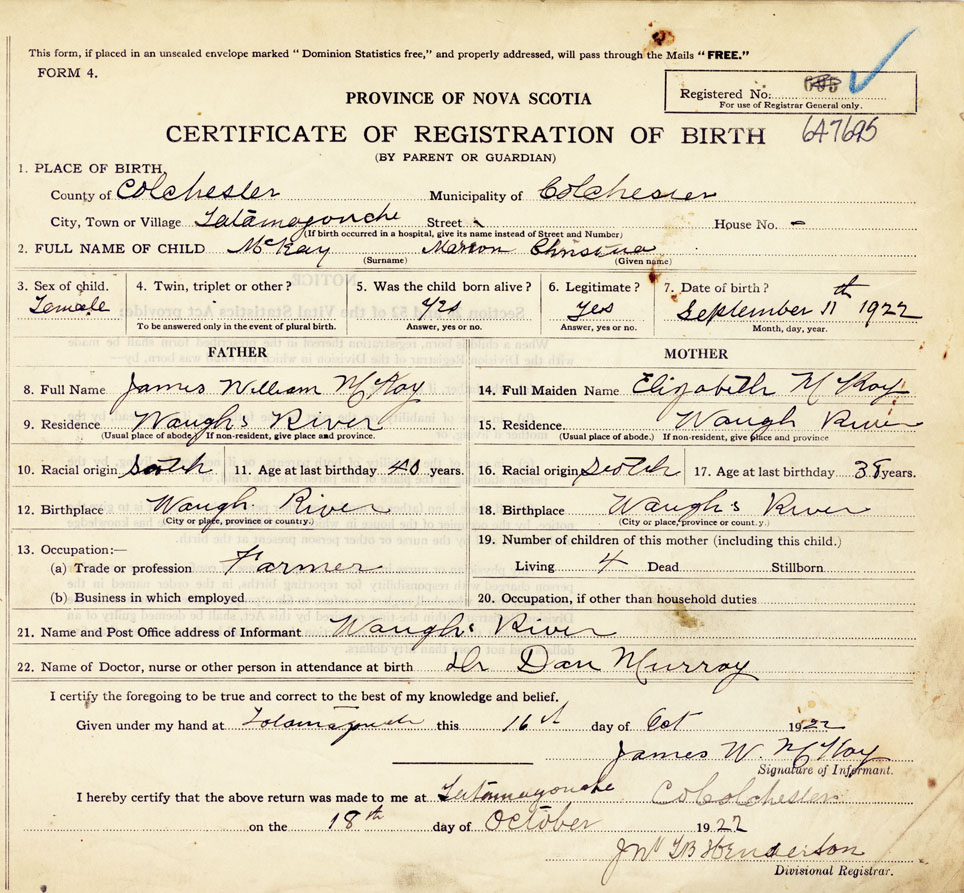 This form, if placed in an unsealed envelope marked "Dominion Statistics free," and properly addressed, will pass through the Mails "FREE."
FORM 4.
Registered No:
For use of Registrar General only.
PROVINCE OF NOVA SCOTIA
CERTIFICATE OF REGISTRATION OF BIRTH 647695
(BY PARENT OR GUARDIAN)
1. PLACE OF BIRTH,
County of Colchester Municipality of Colchester
City, Town or Village Tatamagouche Street House No. -
(If birth occurred in a hospital, give its name instead of Street and Number)
2. FULL NAME OF CHILD McKay Marion Christina
(Surname) (Given name)
3. Sex of child. 4. Twin, triplet or other? 5. Was the child born alive? 6. Legitimate? 7. Date of birth?
Female yes Yes September 11th 1922
To be answered only in the event of plural birth. Answer, yes or no. Answer, yes or no. Month, day, year.
FATHER MOTHER
8. Full Name James William McKay 14. Full Maiden Name Elizabeth McKay
9. Residence Waughs River 15. Residence. Waugh River
(Usual place of abode) If non-resident, give place and province. (Usual place of abode.) If non-resident, give place and province
10. Racial origin Scotch 11. Age at last birthday 40 years. 16. Racial origin Scotch 17. Age at last birthday 38 years.
12. Birthplace Waugh River 18. Birthplace Waugh's River
(City or place, province or country.) (City or place, province or county.)
13. Occupation:— 19. Number of children of this mother (including this child.)
(a) Trade or profession Farmer Living 4 Dead Stillborn
(b) Business in which employed 20. Occupation, if other than household duties
21. Name and Post Office address of Informant Waughs River
22. Name of Doctor, nurse or other person in attendance at birth Dr Dan Murray
I certify the foregoing to be true and correct to the best of my knowledge and belief.
Given under my hand at Tatamagouche this 16th day of Oct 1922
James W. McKay
Signature of Informant.
I hereby certify that the above return was made to me at Tatamagouche Co Colchester
on the 18th day of October 1922
Henderson
Divisional Registrar.